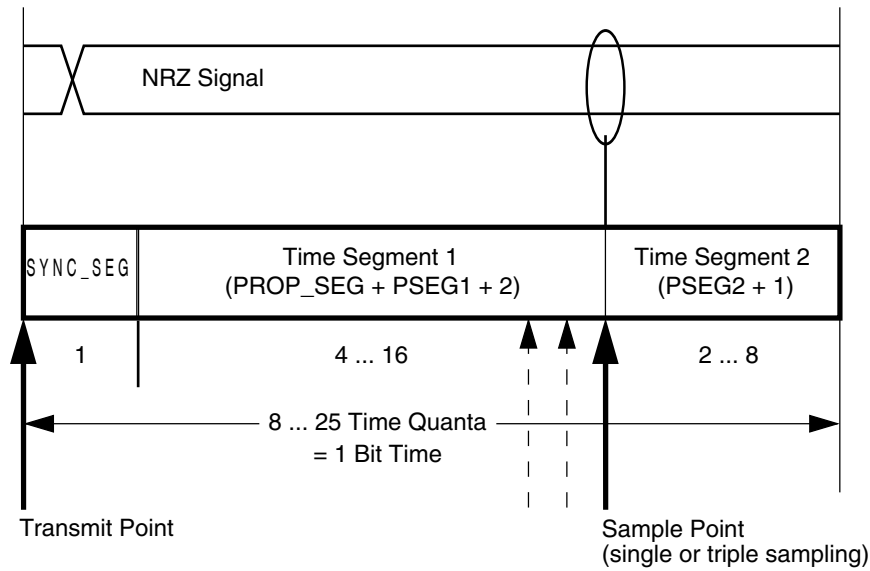 NRZ Signal
SYNC_SEG
Time Segment 1
(PROP_SEG + PSEG1 + 2)
Time Segment 2
(PSEG2 + 1)
1
4 ... 16
2 ... 8
8 ... 25 Time Quanta
= 1 Bit Time
Transmit Point
Sample Point
(single or triple sampling)